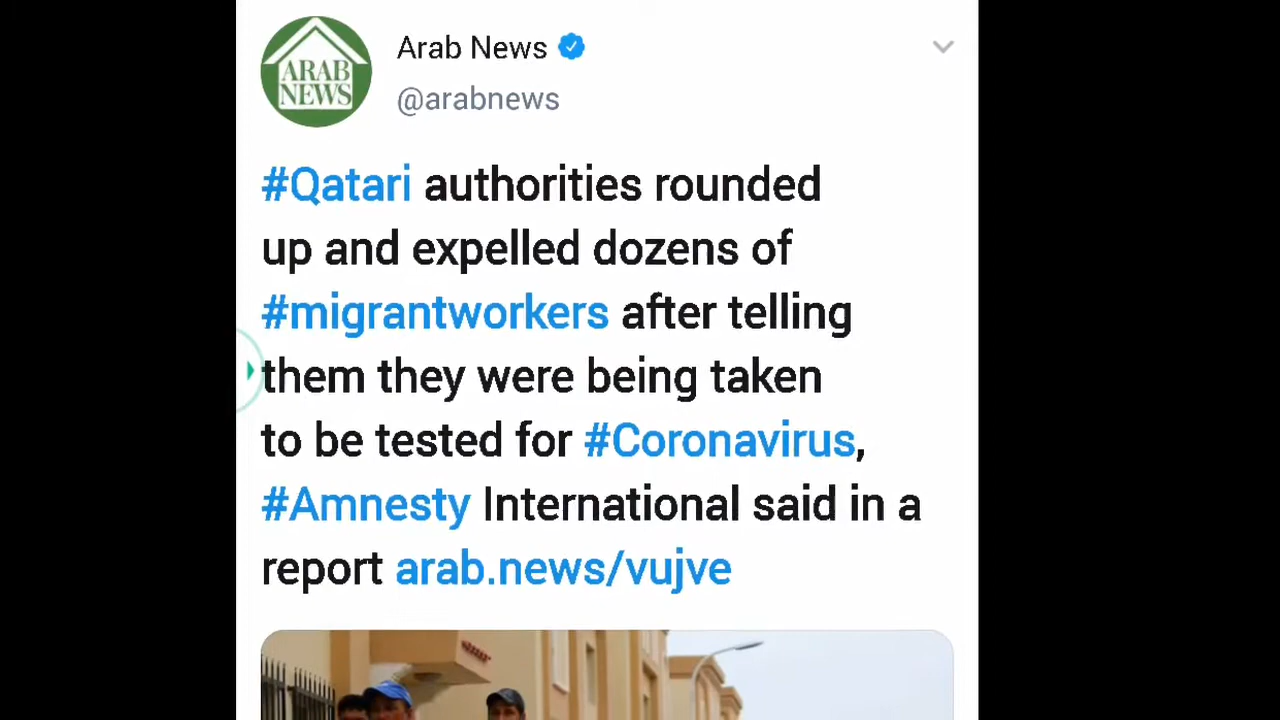 ARAB
NEWS
Arab News
@arabnews
#Qatari authorities rounded
up and expelled dozens of
#migrantworkers after telling
them they were being taken
to be tested for #Coronavirus,
#Amnesty International said in a
report arab.news/vujve